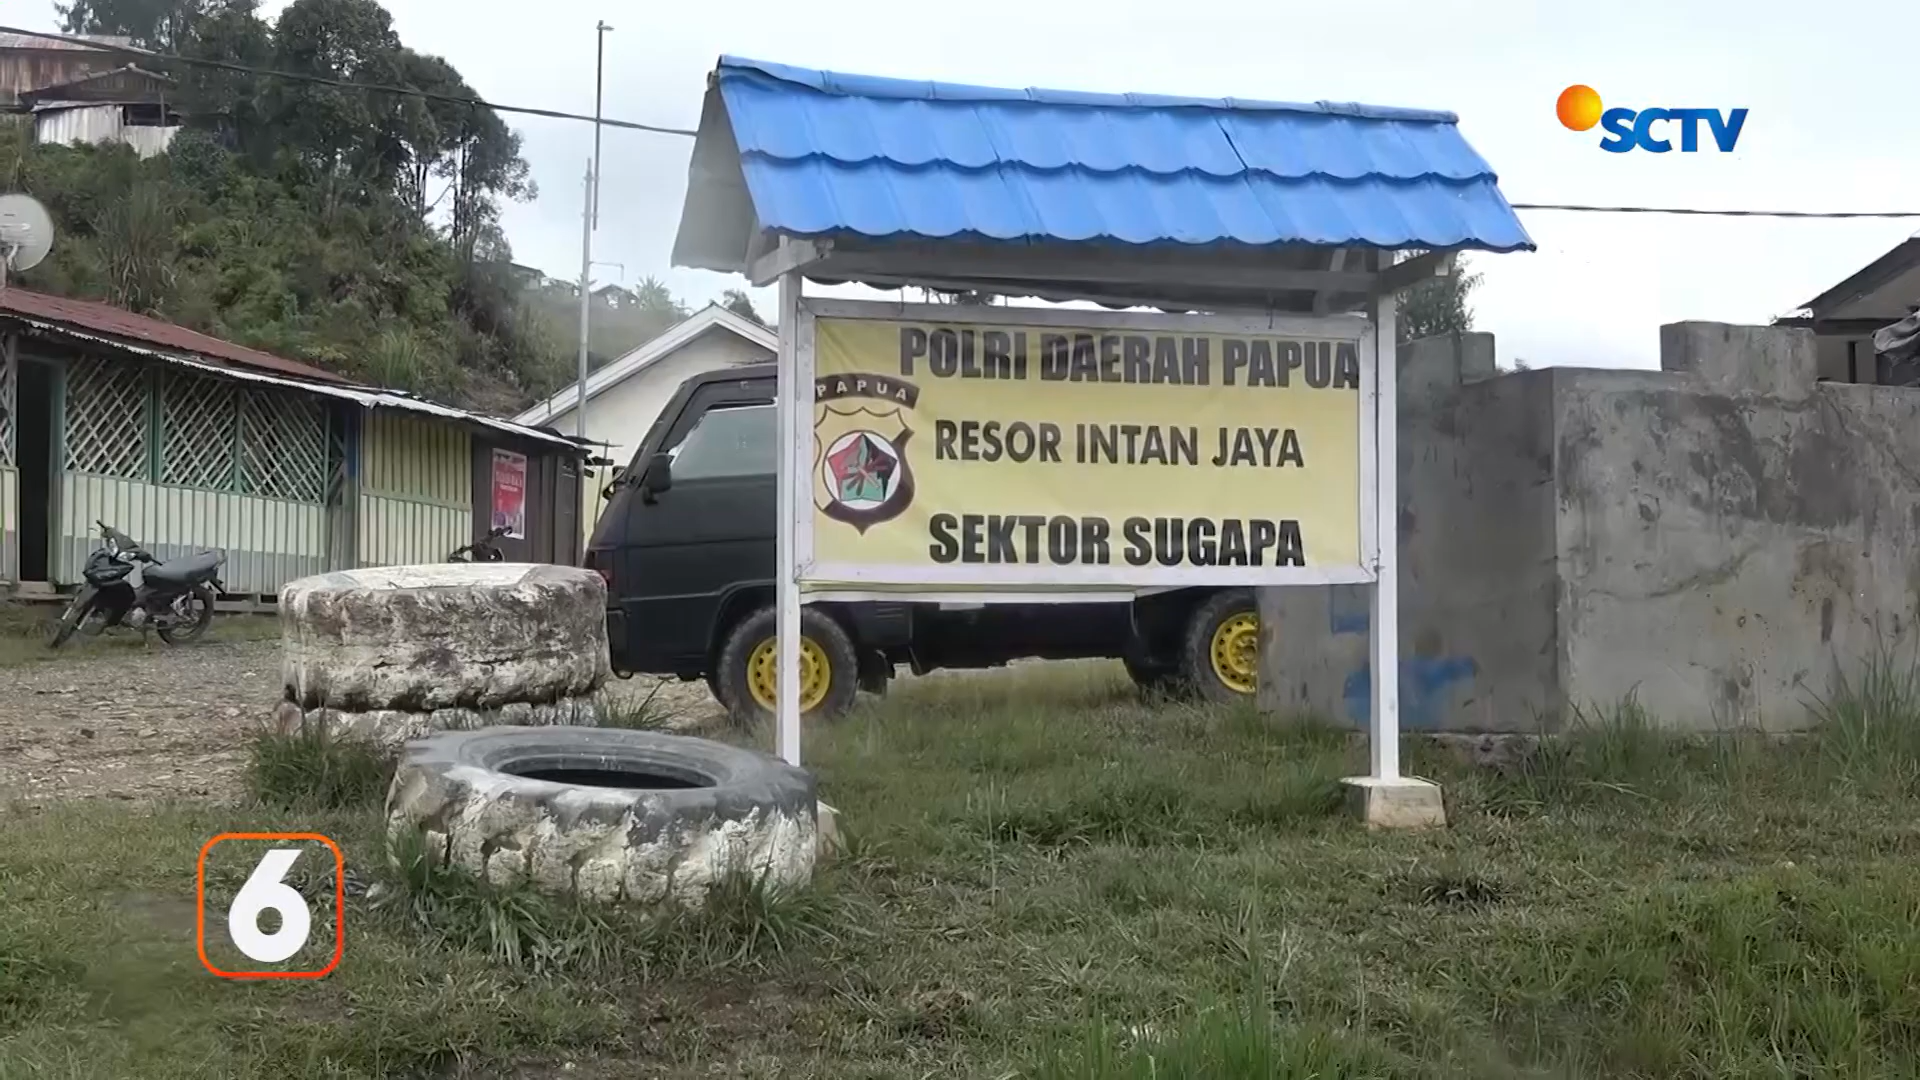 SCTV
POLRI DAERAH PAPUA
PAPUA
RESOR INTAN JAYA
SEKTOR SUGAPA
6